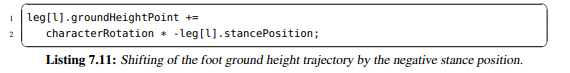 1 leg[l].groundHeightPoint +=
2 characterRotation * -leg[l].stancePosition;
Listing 7.11: Shifting of the foot ground height trajectory by the negative stance position.